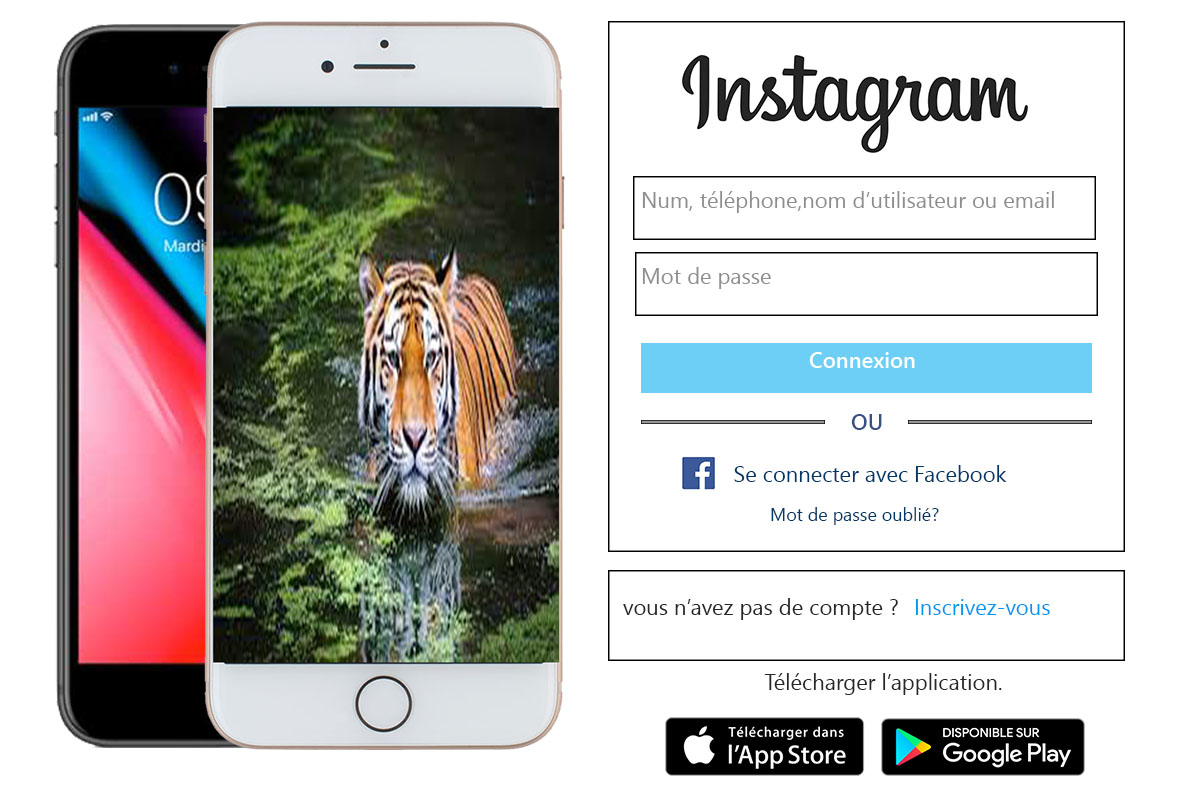 09
Mardi
Instagram
Num, téléphone,nom d’utilisateur ou email
Mot de passe
Connexion
OU
Se connecter avec Facebook
Mot de passe oublié?
vous n’avez pas de compte ? Inscrivez-vous
Télécharger l’application.
Télécharger dans
l’App Store
DISPONIBLE SUR
Google Play